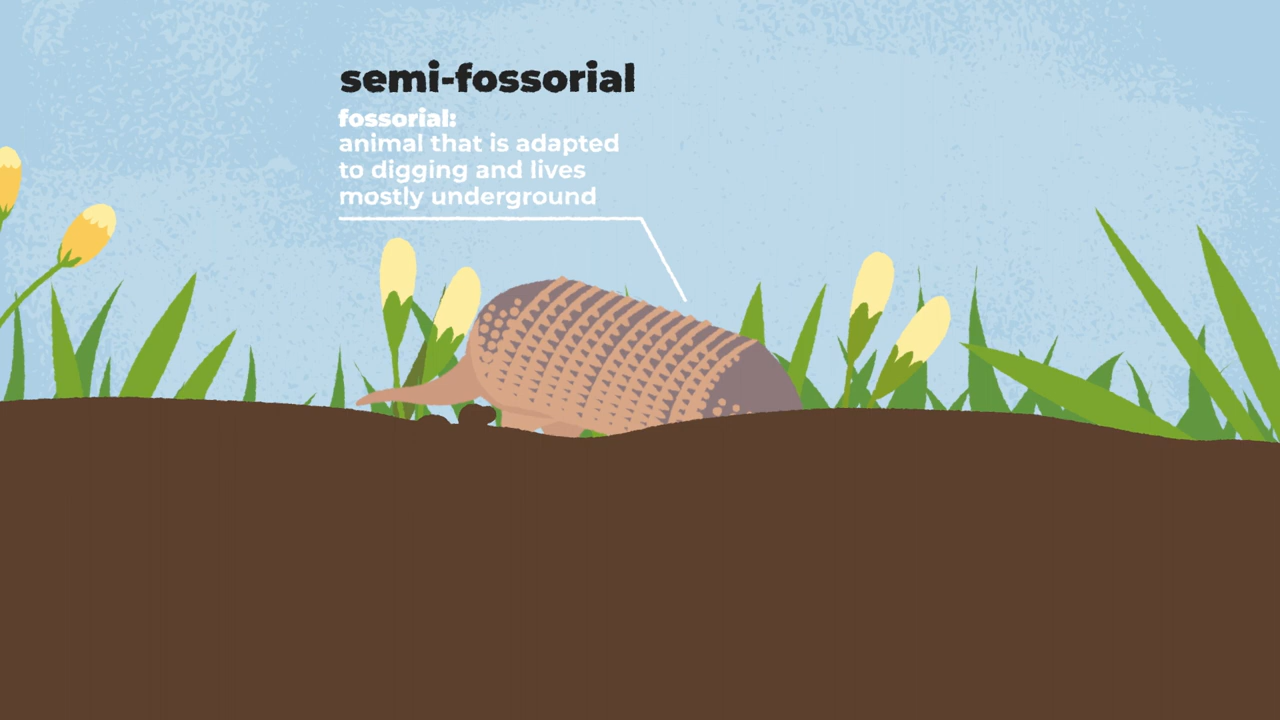 semi-fossorial
fossorial:
animal that is adapted
to digging and lives
mostly underground